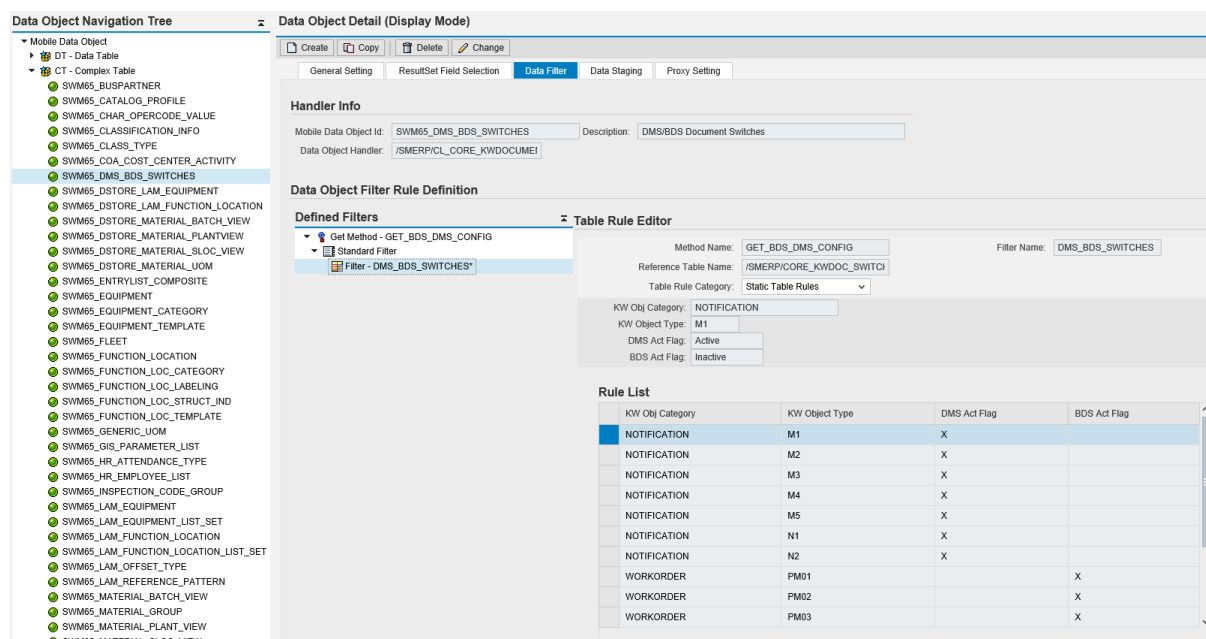 Data Object Navigation Tree
Mobile Data Object
DT - Data Table
CT - Complex Table
SWM65_BUSPARTNER
SWM65_CATALOG_PROFILE
SWM65_CHAR_OPERCODE_VALUE
SWM65_CLASSIFICATION_INFO
SWM65_CLASS_TYPE
SWM65_COA_COST_CENTER_ACTIVITY
SWM65_DMS_BDS_SWITCHES
SWM65_DSTORE_LAM_EQUIPMENT
SWM65_DSTORE_LAM_FUNCTION_LOCATION
SWM65_DSTORE_MATERIAL_BATCH_VIEW
SWM65_DSTORE_MATERIAL_PLANTVIEW
SWM65_DSTORE_MATERIAL_SLOC_VIEW
SWM65_DSTORE_MATERIAL_UOM
SWM65_ENTRYLIST_COMPOSITE
SWM65_EQUIPMENT
SWM65_EQUIPMENT_CATEGORY
SWM65_EQUIPMENT_TEMPLATE
SWM65_FLEET
SWM65_FUNCTION_LOCATION
SWM65_FUNCTION_LOC_CATEGORY
SWM65_FUNCTION_LOC_LABELING
SWM65_FUNCTION_LOC_STRUCT_IND
SWM65_FUNCTION_LOC_TEMPLATE
SWM65_GENERIC_UOM
SWM65_GIS_PARAMETER_LIST
SWM65_HR_ATTENDANCE_TYPE
SWM65_HR_EMPLOYEE_LIST
SWM65_INSPECTION_CODE_GROUP
SWM65_LAM_EQUIPMENT
SWM65_LAM_EQUIPMENT_LIST_SET
SWM65_LAM_FUNCTION_LOCATION
SWM65_LAM_FUNCTION_LOCATION_LIST_SET
SWM65_LAM_OFFSET_TYPE
SWM65_LAM_REFERENCE_PATTERN
SWM65_MATERIAL_BATCH_VIEW
SWM65_MATERIAL_GROUP
SWM65_MATERIAL_PLANT_VIEW
Data Object Detail (Display Mode)
Create Copy Delete Change
General Setting ResultSet Field Selection Data Filter Data Staging Proxy Setting
Handler Info
Mobile Data Object Id: SWM65_DMS_BDS_SWITCHES Description: DMS/BDS Document Switches
Data Object Handler: /SMERP/CL_CORE_KWDOCUME
Data Object Filter Rule Definition
Defined Filters
Get Method - GET_BDS_DMS_CONFIG
Standard Filter
Filter - DMS_BDS_SWITCHES*
Table Rule Editor
Method Name: GET_BDS_DMS_CONFIG Filter Name: DMS_BDS_SWITCHES
Reference Table Name: /SMERP/CORE_KWDOC_SWITC
Table Rule Category: Static Table Rules
KW Obj Category: NOTIFICATION
KW Object Type: M1
DMS Act Flag: Active
BDS Act Flag: Inactive
Rule List
KW Obj Category KW Object Type DMS Act Flag BDS Act Flag
NOTIFICATION M1 X
NOTIFICATION M2 X
NOTIFICATION M3 X
NOTIFICATION M4 X
NOTIFICATION M5 X
NOTIFICATION N1 X
NOTIFICATION N2 X
WORKORDER PM01 X
WORKORDER PM02 X
WORKORDER PM03 X